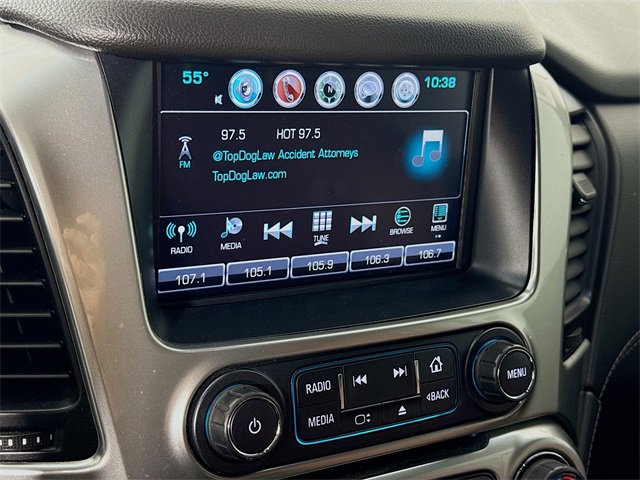 55° 10:38
N
97.5 HOT 97.5
FM
@TopDogLaw Accident Attorneys
TopDogLaw.com
RADIO MEDIA TUNE BROWSE MENU
107.1 105.1 105.9 106.3 106.7
RADIO
MEDIA
BACK
MENU